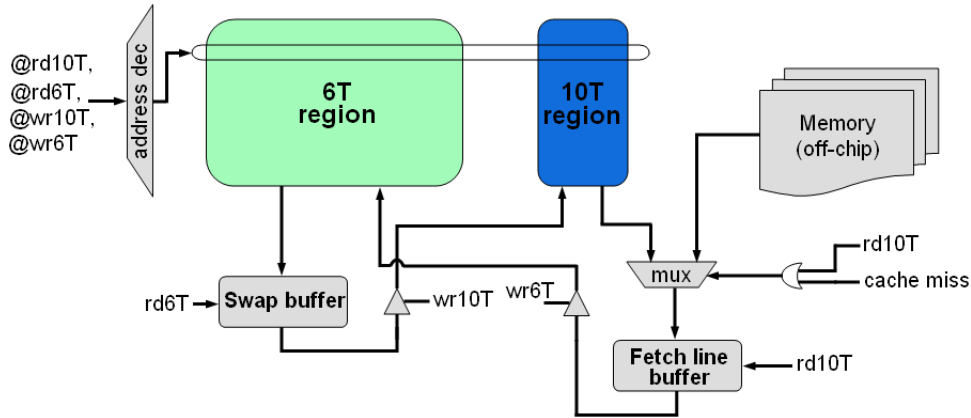 @rd10T,
@rd6T,
@wr10T,
@wr6T
address dec
6T
region
10T
region
Memory
(off-chip)
rd10T
cache miss
mux
rd6T
Swap buffer
wr10T
wr6T
Fetch line
buffer
rd10T